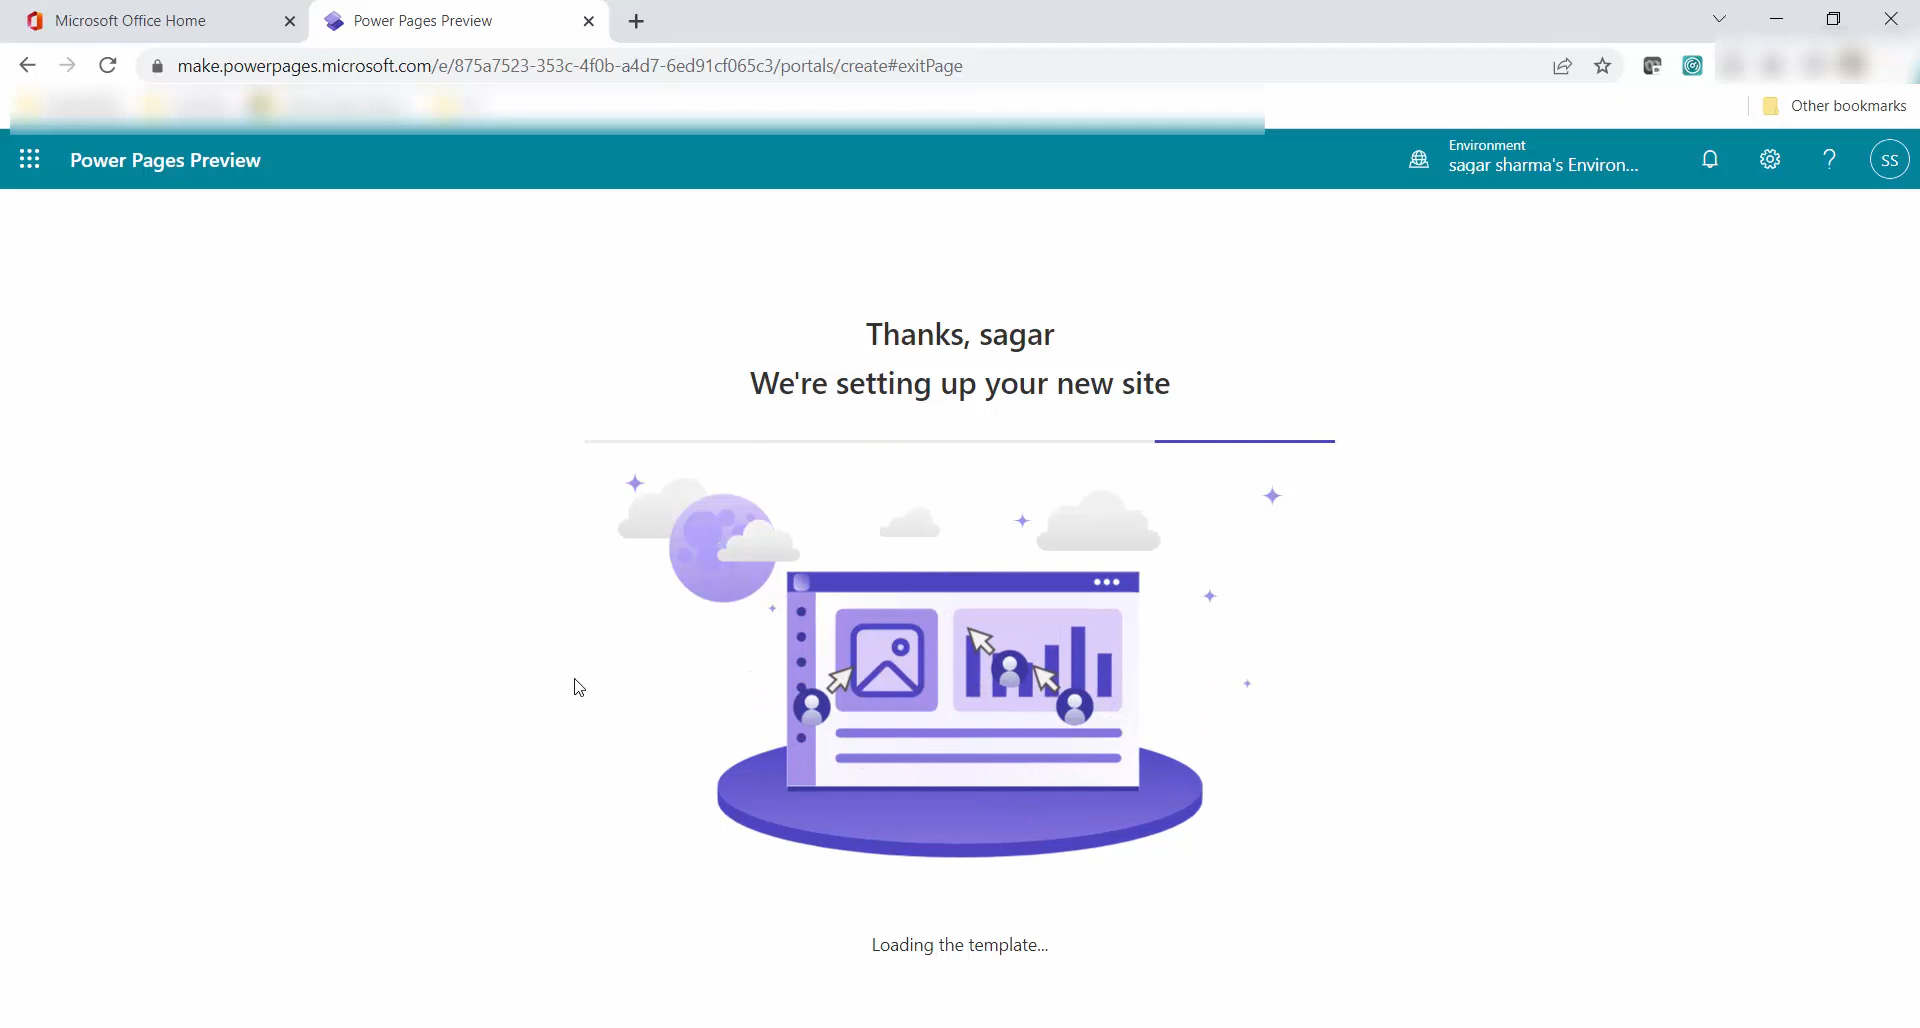 Microsoft Office Home
Power Pages Preview
make.powerpages.microsoft.com/e/875a7523-353c-4f0b-a4d7-6ed91cf065c3/portals/create#exitPage
Other bookmarks
Power Pages Preview
Environment
sagar sharma's Environ...
SS
Thanks, sagar
We're setting up your new site
Loading the template...